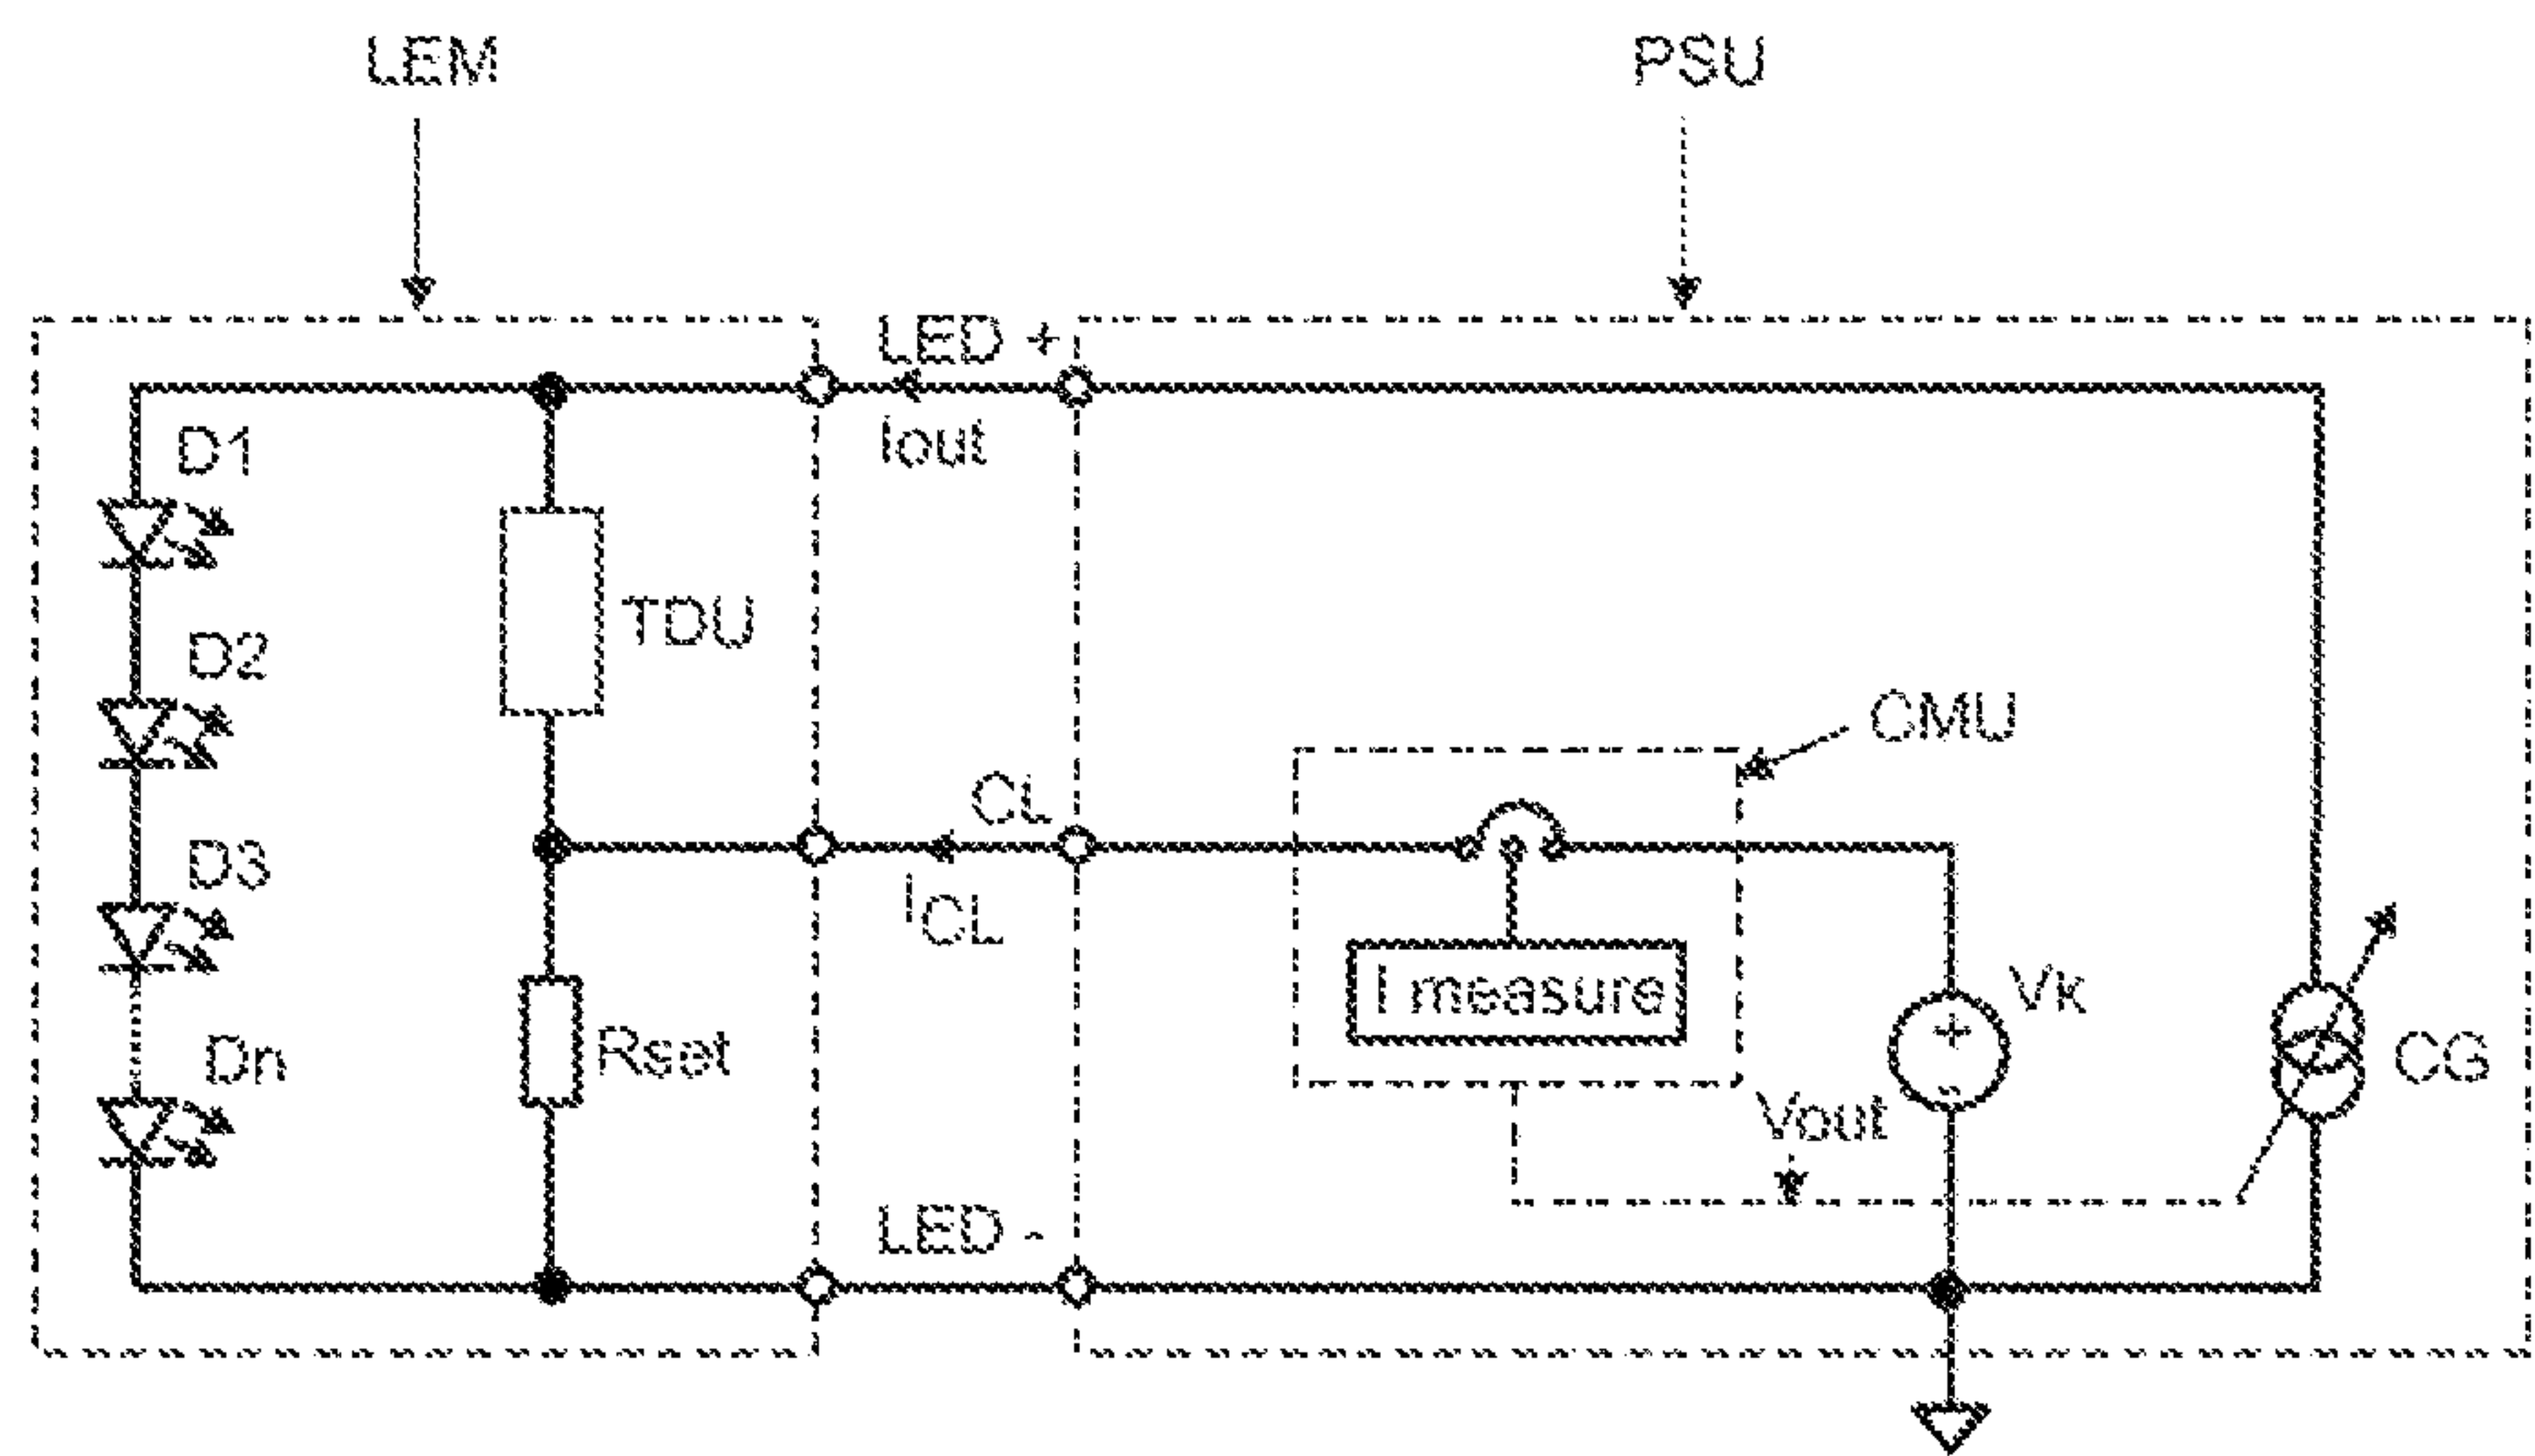 LEM
PSU
LED +
Iout
D1
TDU
D2
CMU
CL
D3
ICL
I measure
VK
Rset
Dn
CG
Vout
LED -
+
-